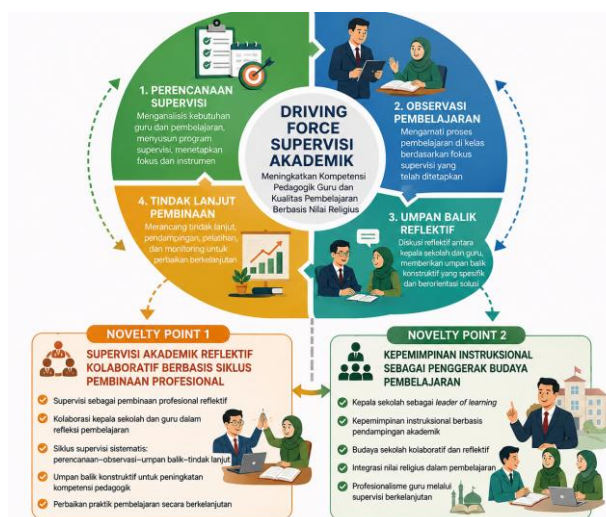 1. PERENCANAAN
SUPERVISI
Menganalisis kebutuhan
guru dan pembelajaran,
menyusun program
supervisi, menetapkan
fokus dan instrumen
2. OBSERVASI
PEMBELAJARAN
Mengamati proses
pembelajaran di kelas
berdasarkan fokus
supervisi yang
telah ditetapkan
DRIVING
FORCE
SUPERVISI
AKADEMIK
Meningkatkan Kompetensi
Pedagogik Guru dan
Kualitas Pembelajaran
Berbasis Nilai Religius
3. UMPAN BALIK
REFLEKTIF
Diskusi reflektif antara
kepala sekolah dan guru,
memberikan umpan balik
konstruktif yang spesifik
dan berorientasi solusi
4. TINDAK LANJUT
PEMBINAAN
Merancang tindak lanjut,
pendampingan, pelatihan,
dan monitoring untuk
perbaikan berkelanjutan
NOVELTY POINT 1
SUPERVISI AKADEMIK REFLEKTIF
KOLABORATIF BERBASIS SIKLUS
PEMBINAAN PROFESIONAL
Supervisi sebagai pembinaan profesional reflektif
Kolaborasi kepala sekolah dan guru dalam
refleksi pembelajaran
Siklus supervisi sistematis:
perencanaan–observasi–umpan balik–tindak lanjut
Umpan balik konstruktif untuk peningkatan
kompetensi pedagogik
Perbaikan praktik pembelajaran secara berkelanjutan
NOVELTY POINT 2
KEPEMIMPINAN INSTRUKSIONAL
SEBAGAI PENGGERAK BUDAYA
PEMBELAJARAN
Kepala sekolah sebagai leader of learning
Kepemimpinan instruksional berbasis
pendampingan akademik
Budaya sekolah kolaboratif dan reflektif
Integrasi nilai religius dalam pembelajaran
Profesionalisme guru melalui
supervisi berkelanjutan